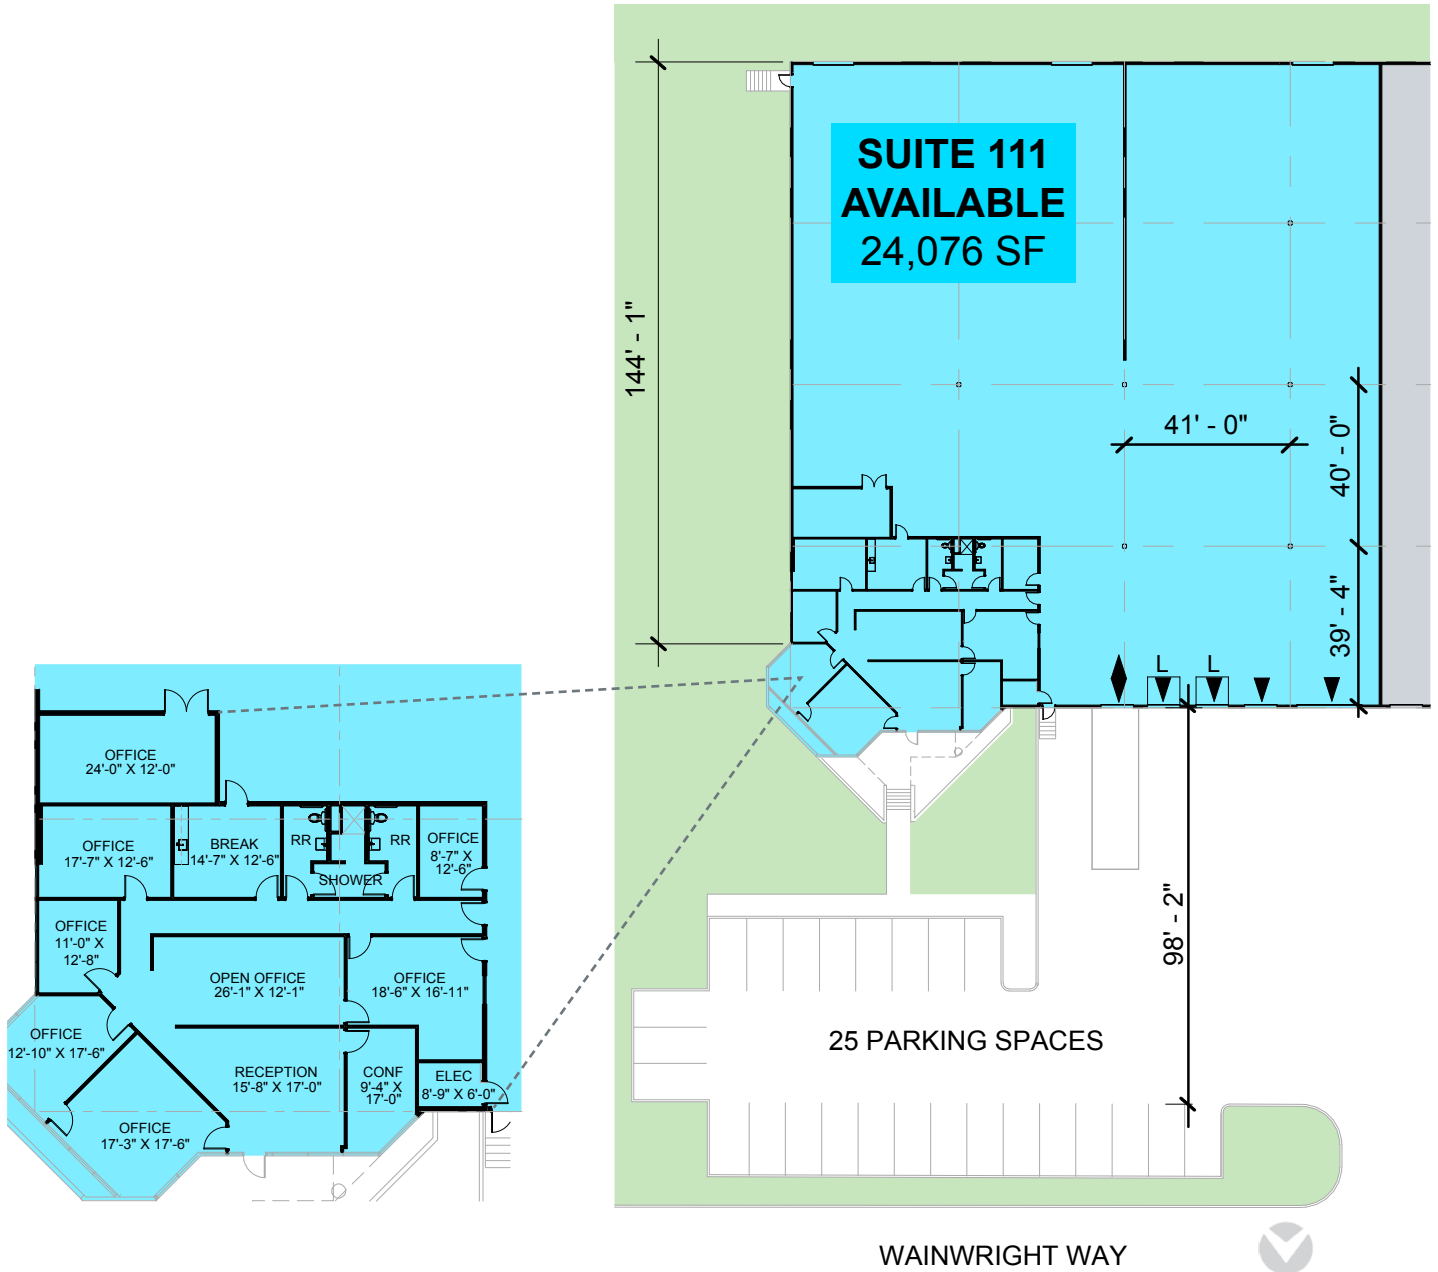 SUITE 111
AVAILABLE
24,076 SF
144' - 1"
41' - 0"
40' - 0"
39' - 4"
L
L
98' - 2"
25 PARKING SPACES
WAINWRIGHT WAY
OFFICE
24'-0" X 12'-0"
OFFICE
17'-7" X 12'-6"
BREAK
14'-7" X 12'-6"
RR
RR
SHOWER
OFFICE
8'-7" X
12'-6"
OFFICE
11'-0" X
12'-8"
OPEN OFFICE
26'-1" X 12'-1"
OFFICE
18'-6" X 16'-11"
OFFICE
12'-10" X 17'-6"
RECEPTION
15'-8" X 17'-0"
CONF
9'-4" X
17'-0"
ELEC
8'-9" X 6'-0"
OFFICE
17'-3" X 17'-6"